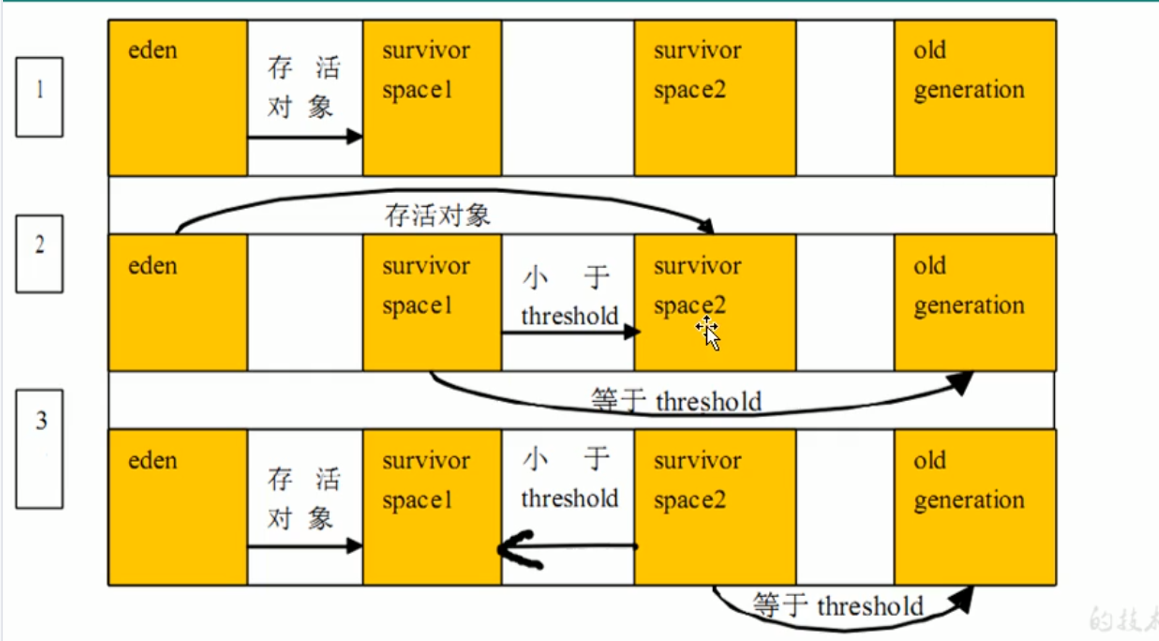 1
eden
存 活
对 象
survivor
space1
survivor
space2
old
generation
2
存活对象
eden
survivor
space1
小 于
threshold
survivor
space2
old
generation
等于 threshold
3
eden
存 活
对 象
survivor
space1
小 于
threshold
survivor
space2
old
generation
等于 threshold
的技术